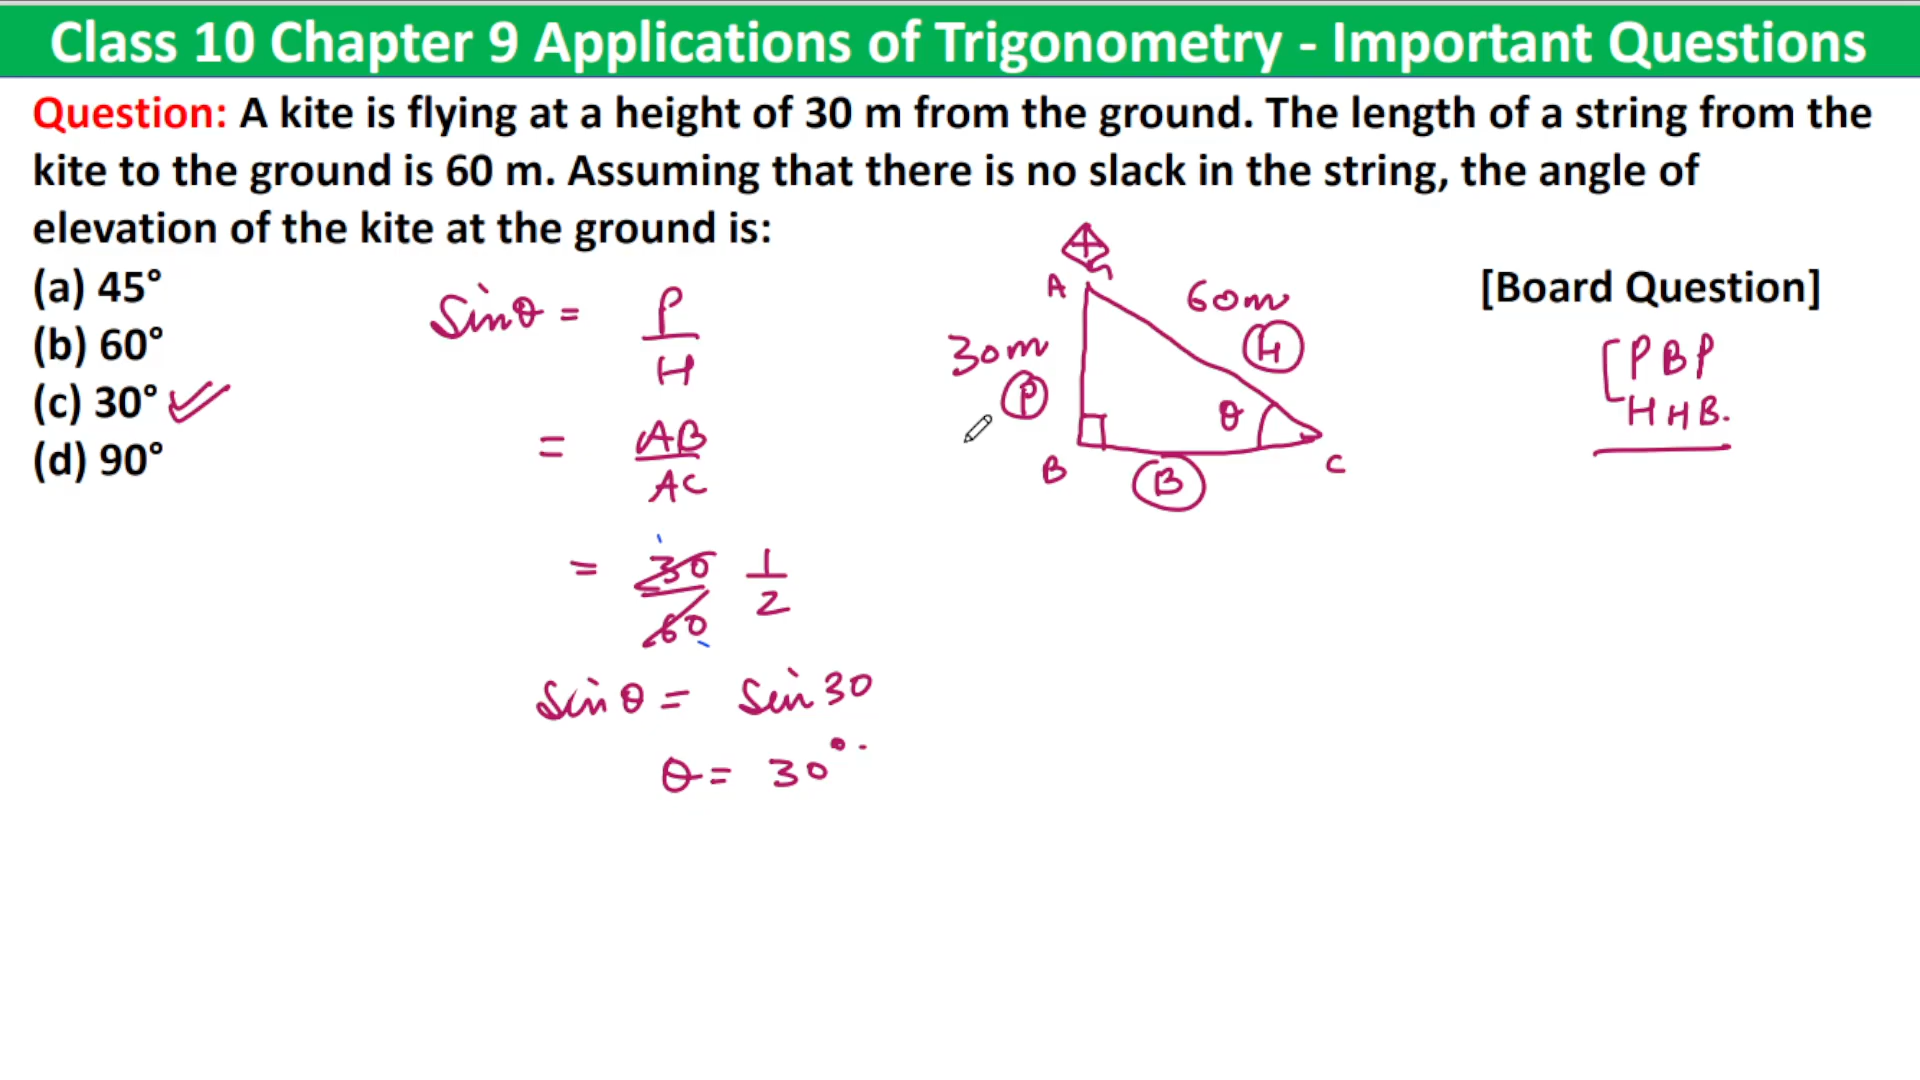 Class 10 Chapter 9 Applications of Trigonometry - Important Questions
Question: A kite is flying at a height of 30 m from the ground. The length of a string from the
kite to the ground is 60 m. Assuming that there is no slack in the string, the angle of
elevation of the kite at the ground is:
(a) 45°
(b) 60°
(c) 30°
(d) 90°
[Board Question]
P B P
H H B.
Sinθ = P
H
= AB
AC
= 30 1
60 2
Sin θ = Sin 30
θ = 30°.
A
60m
H
30m
P
θ
B
B
C